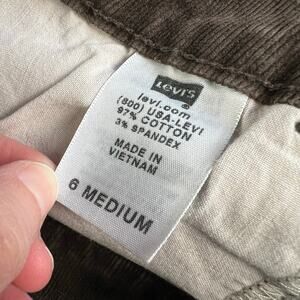 Levi's
levi.com
(800) USA-LEVI
97% COTTON
3% SPANDEX
MADE IN
VIETNAM
6 MEDIUM